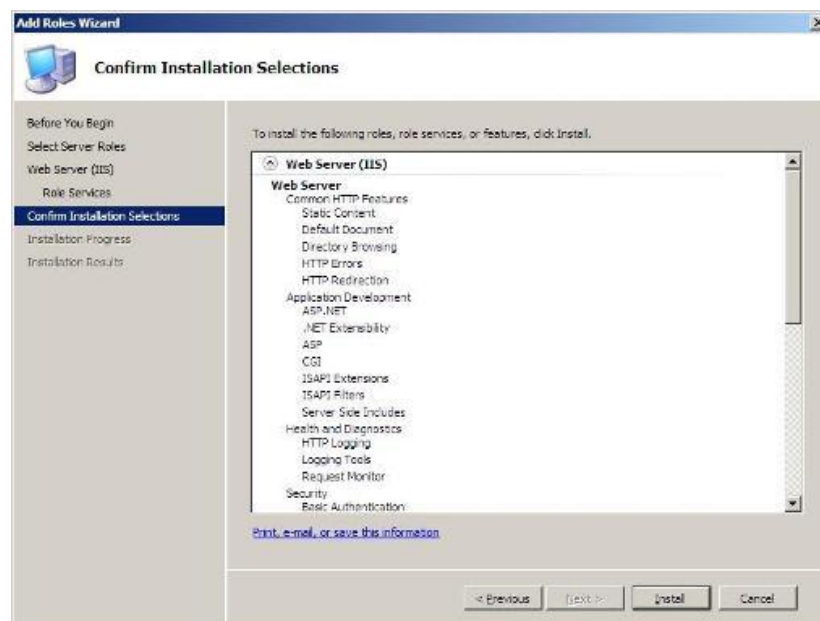 Add Roles Wizard
Confirm Installation Selections
Before You Begin
Select Server Roles
Web Server (IIS)
Role Services
Confirm Installation Selections
Installation Progress
Installation Results
To install the following roles, role services, or features, click Install.
Web Server (IIS)
Web Server
Common HTTP Features
Static Content
Default Document
Directory Browsing
HTTP Errors
HTTP Redirection
Application Development
ASP.NET
.NET Extensibility
ASP
CGI
ISAPI Extensions
ISAPI Filters
Server Side Includes
Health and Diagnostics
HTTP Logging
Logging Tools
Request Monitor
Security
Basic Authentication
Print, e-mail, or save this information
< Previous
Next >
Install
Cancel